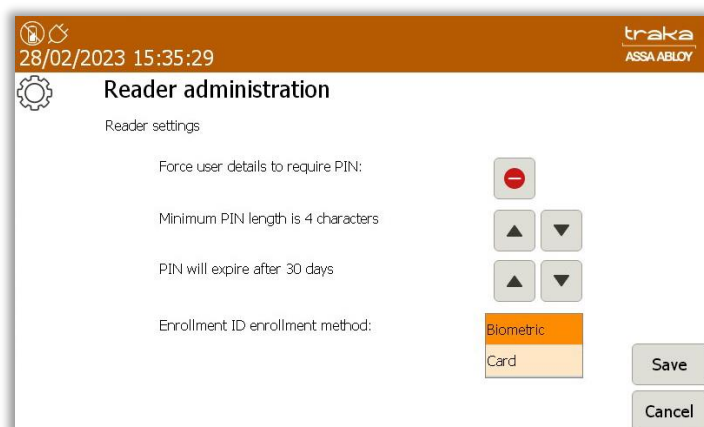 28/02/2023 15:35:29
traka
ASSA ABLOY
Reader administration
Reader settings
Force user details to require PIN:
Minimum PIN length is 4 characters
PIN will expire after 30 days
Enrollment ID enrollment method:
Biometric
Card
Save
Cancel